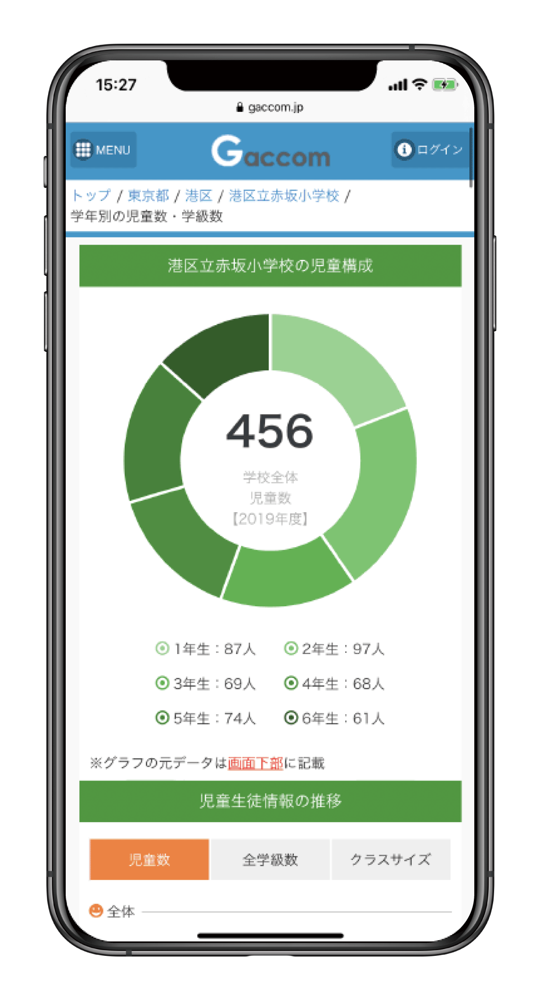 15:27
gaccom.jp
MENU
Gaccom
ログイン
トップ / 東京都 / 港区 / 港区立赤坂小学校 /
学年別の児童数・学級数
港区立赤坂小学校の児童構成
456
学校全体
児童数
【2019年度】
1年生：87人 2年生：97人
3年生：69人 4年生：68人
5年生：74人 6年生：61人
※グラフの元データは画面下部に記載
児童生徒情報の推移
児童数 全学級数 クラスサイズ
全体